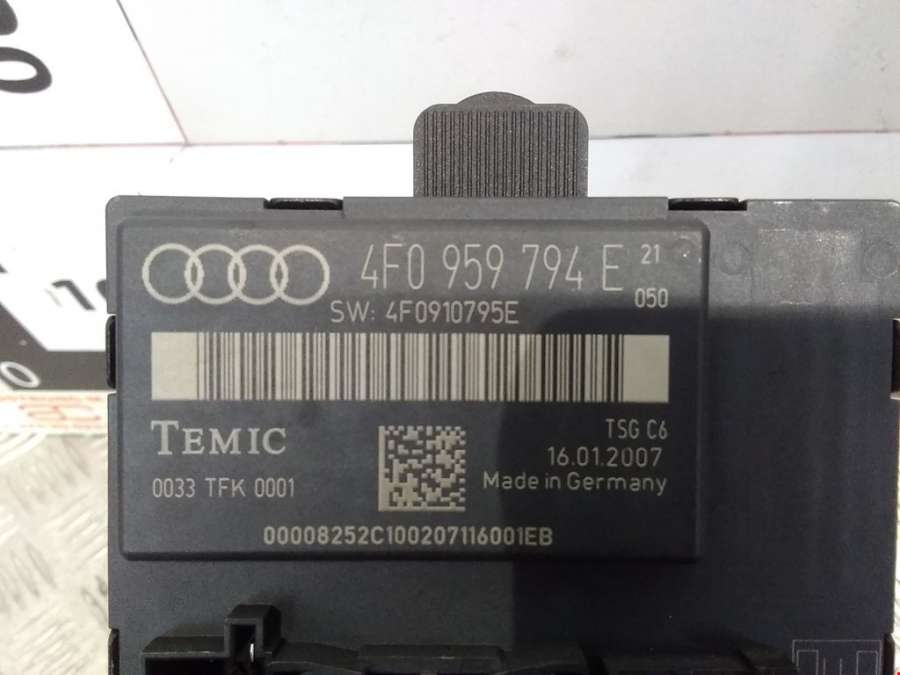 4F0 959 794 E 21
050
SW: 4F0910795E
TEMIC
TSG C6
16.01.2007
0033 TFK 0001
Made in Germany
00008252C100207116001EB